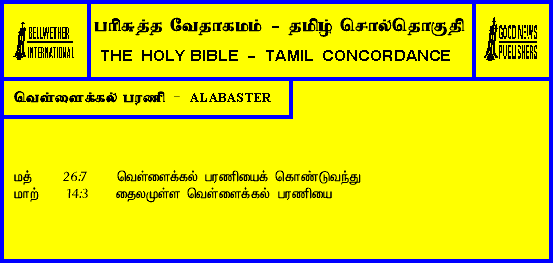 BELLWETHER
INTERNATIONAL
பரிசுத்த வேதாகமம் - தமிழ் சொல்தொகுதி
THE HOLY BIBLE - TAMIL CONCORDANCE
GOOD NEWS
PUBLISHERS
வெள்ளைக்கல் பரணி - ALABASTER
மத் 26:7 வெள்ளைக்கல் பரணியைக் கொண்டுவந்து
மாற் 14:3 தைலமுள்ள வெள்ளைக்கல் பரணியை